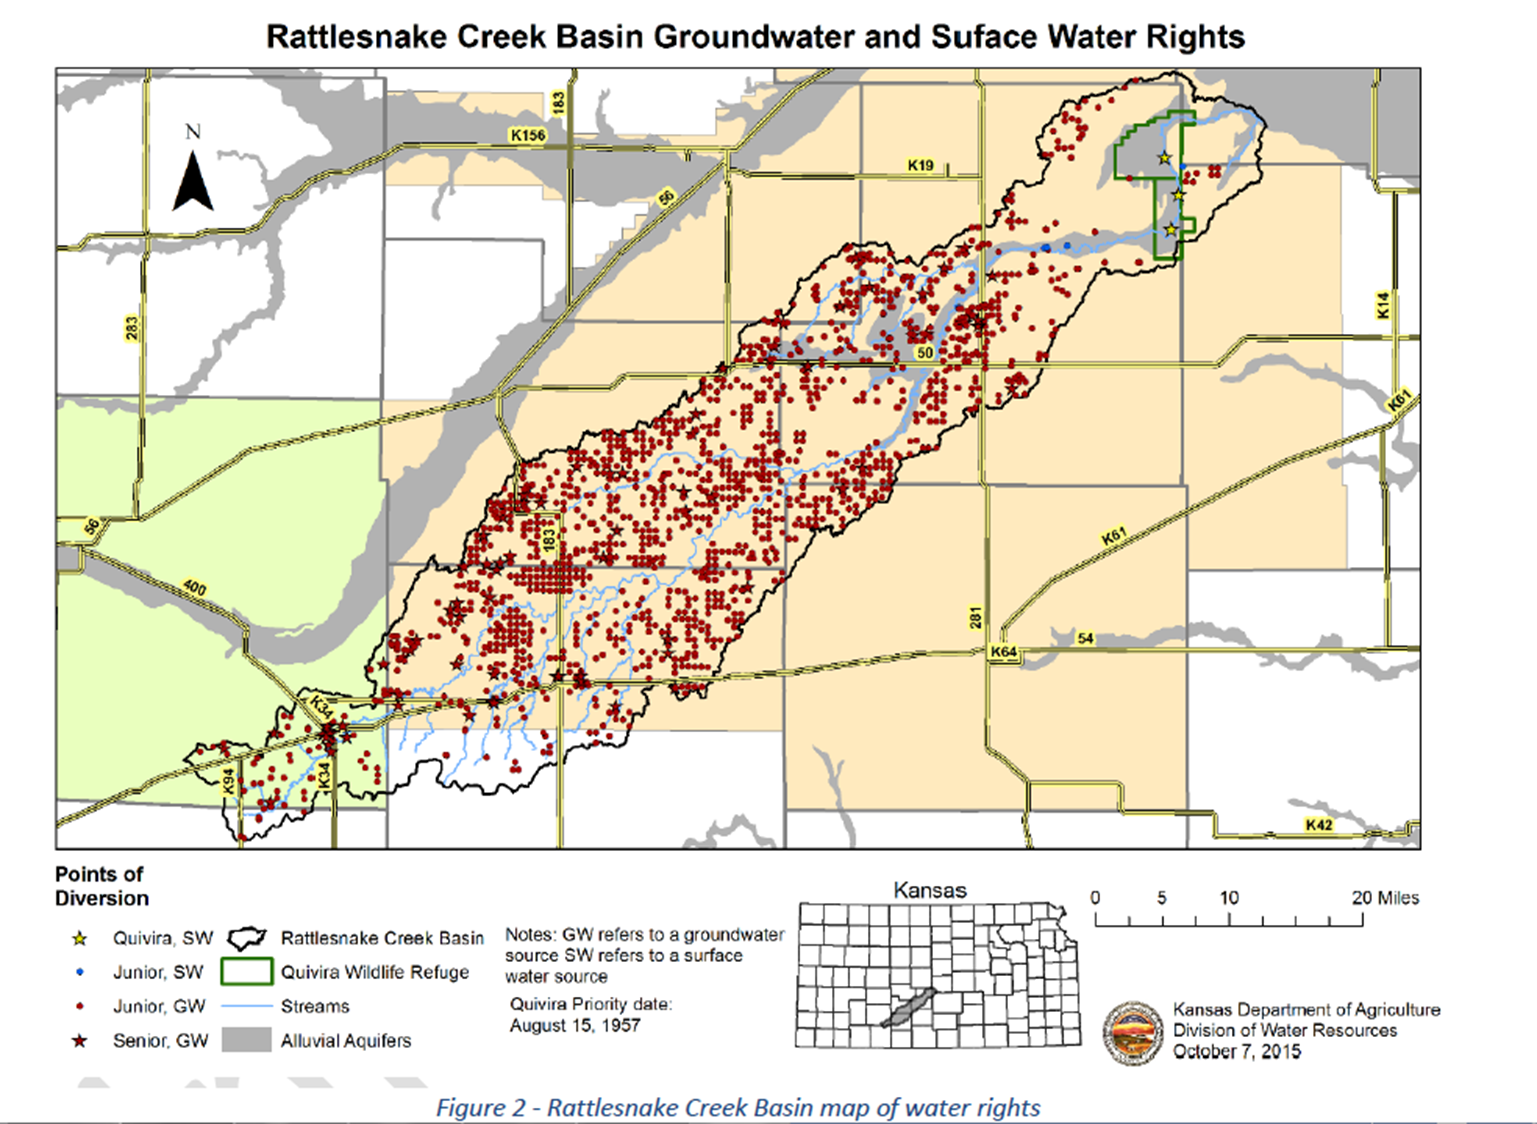 Rattlesnake Creek Basin Groundwater and Suface Water Rights
N
183
K156
K19
56
283
K14
50
K61
56
183
K61
400
281
54
K64
K34
K94
K34
K42
Points of
Diversion
Quivira, SW
Junior, SW
Junior, GW
Senior, GW
Rattlesnake Creek Basin
Quivira Wildlife Refuge
Streams
Alluvial Aquifers
Notes: GW refers to a groundwater
source SW refers to a surface
water source
Quivira Priority date:
August 15, 1957
Kansas
0 5 10 20 Miles
Kansas Department of Agriculture
Division of Water Resources
October 7, 2015
Figure 2 - Rattlesnake Creek Basin map of water rights